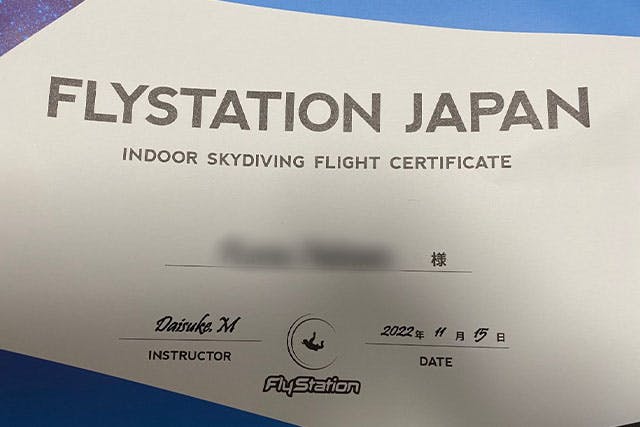 FLYSTATION JAPAN
INDOOR SKYDIVING FLIGHT CERTIFICATE
様
Daisuke. M
INSTRUCTOR
FlyStation
2022年 11月 15日
DATE